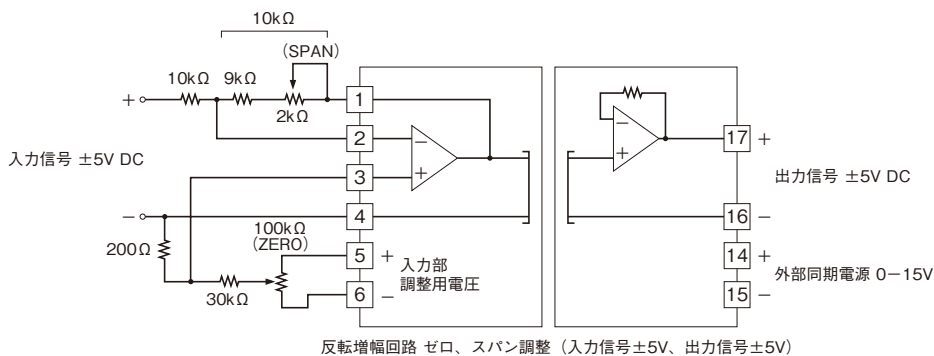 10kΩ
(SPAN)
10kΩ 9kΩ
2kΩ
+
1
2
3
4
5
6
−
+
入力信号 ±5V DC
−
200Ω
100kΩ
(ZERO)
30kΩ
+
−
入力部
調整用電圧
−
+
17 +
出力信号 ±5V DC
16 −
14 +
外部同期電源 0−15V
15 −
反転増幅回路 ゼロ、スパン調整（入力信号±5V、出力信号±5V）